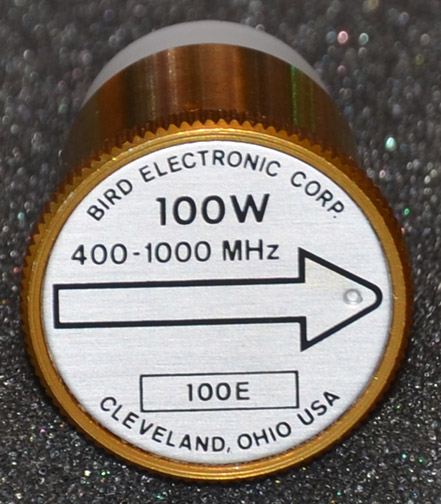 BIRD ELECTRONIC CORP.
100W
400-1000 MHz
100E
CLEVELAND, OHIO USA